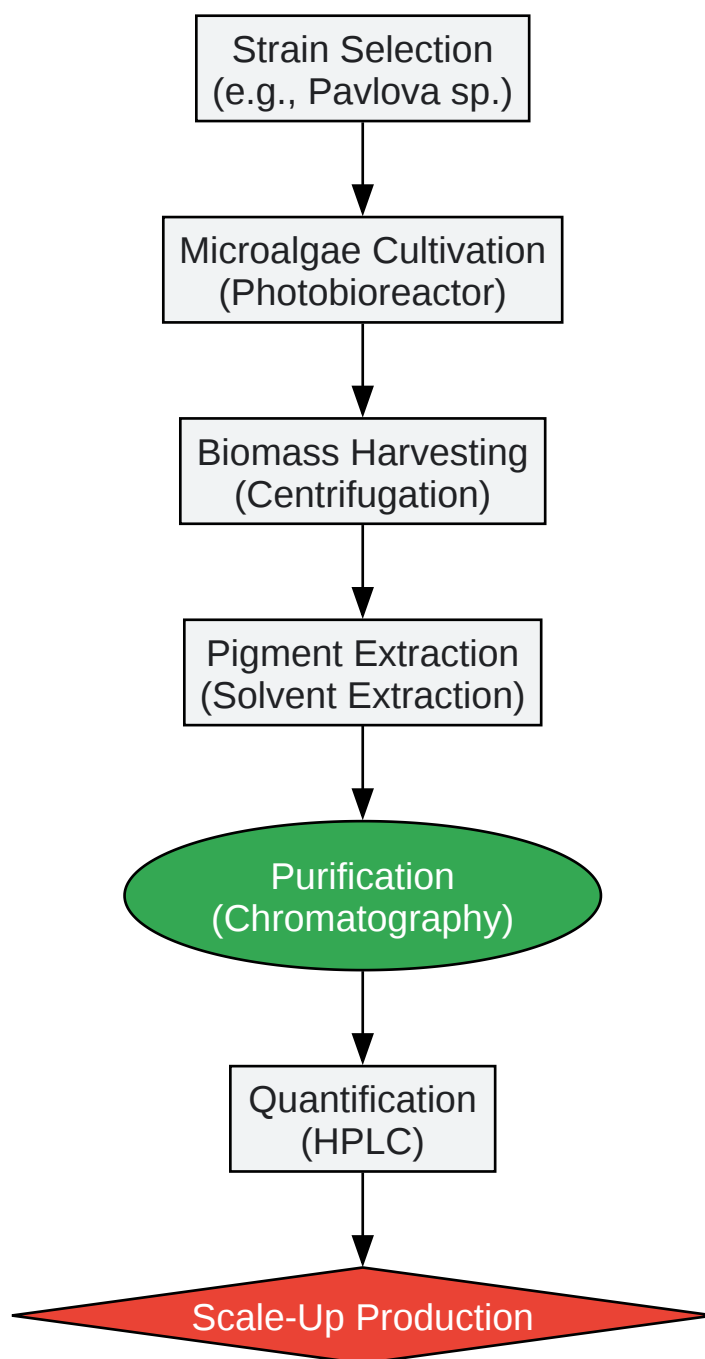 Strain Selection
(e.g., Pavlova sp.)
Microalgae Cultivation
(Photobioreactor)
Biomass Harvesting
(Centrifugation)
Pigment Extraction
(Solvent Extraction)
Purification
(Chromatography)
Quantification
(HPLC)
Scale-Up Production